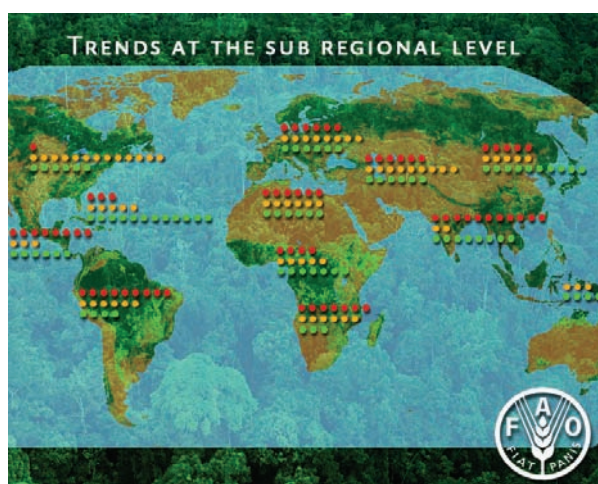 TRENDS AT THE SUB REGIONAL LEVEL
F A O
FIAT PANIS